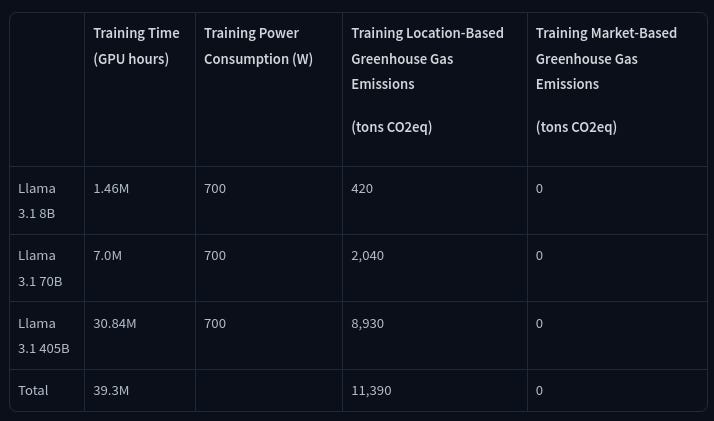 Training Time
(GPU hours)
Training Power
Consumption (W)
Training Location-Based
Greenhouse Gas
Emissions
(tons CO2eq)
Training Market-Based
Greenhouse Gas
Emissions
(tons CO2eq)
Llama
3.1 8B
1.46M
700
420
0
Llama
3.1 70B
7.0M
700
2,040
0
Llama
3.1 405B
30.84M
700
8,930
0
Total
39.3M
11,390
0